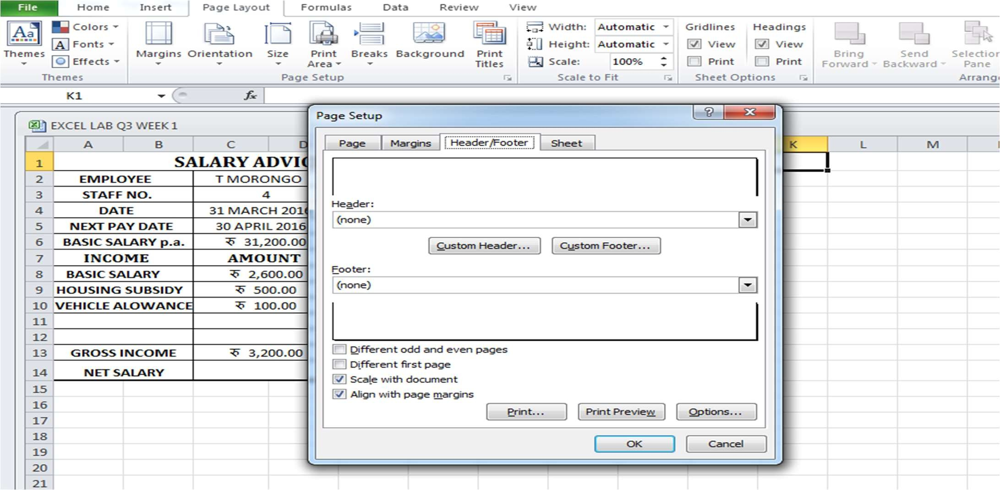 File Home Insert Page Layout Formulas Data Review View
Aa Colors Width: Automatic Gridlines Headings
A Fonts Height: Automatic View View
Themes Effects Margins Orientation Size Print Area Breaks Background Print Titles Scale: 100% Print Print Bring Forward Send Backward Selection Pane
Themes Page Setup Scale to Fit Sheet Options Arrange
K1 fx
EXCEL LAB Q3 WEEK 1
A B C D K L M
1 SALARY ADVIC
2 EMPLOYEE T MORONGO
3 STAFF NO. 4
4 DATE 31 MARCH 2016
5 NEXT PAY DATE 30 APRIL 2016
6 BASIC SALARY p.a. रु 31,200.00
7 INCOME AMOUNT
8 BASIC SALARY रु 2,600.00
9 HOUSING SUBSIDY रु 500.00
10 VEHICLE ALOWANCE रु 100.00
11
12
13 GROSS INCOME रु 3,200.00
14 NET SALARY
15
16
17
18
19
20
21
Page Setup ?
Page Margins Header/Footer Sheet
Header:
(none)
Custom Header... Custom Footer...
Footer:
(none)
Different odd and even pages
Different first page
Scale with document
Align with page margins
Print... Print Preview Options...
OK Cancel